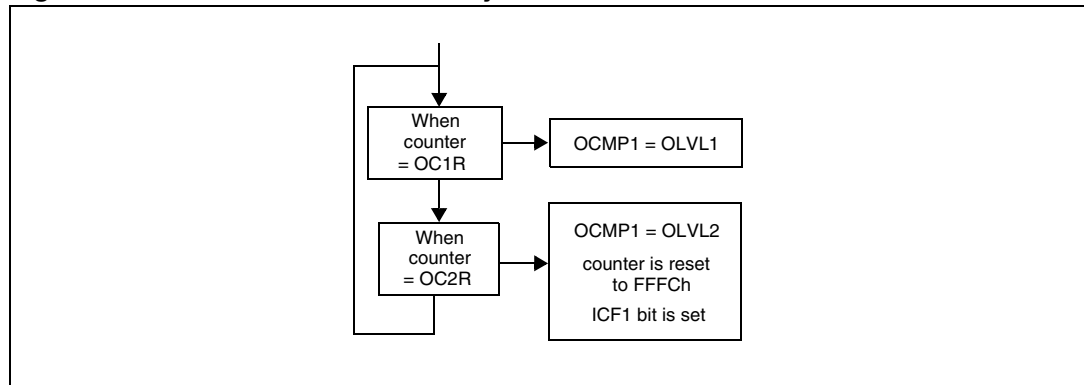 When
counter
= OC1R
OCMP1 = OLVL1
When
counter
= OC2R
OCMP1 = OLVL2
counter is reset
to FFFCh
ICF1 bit is set